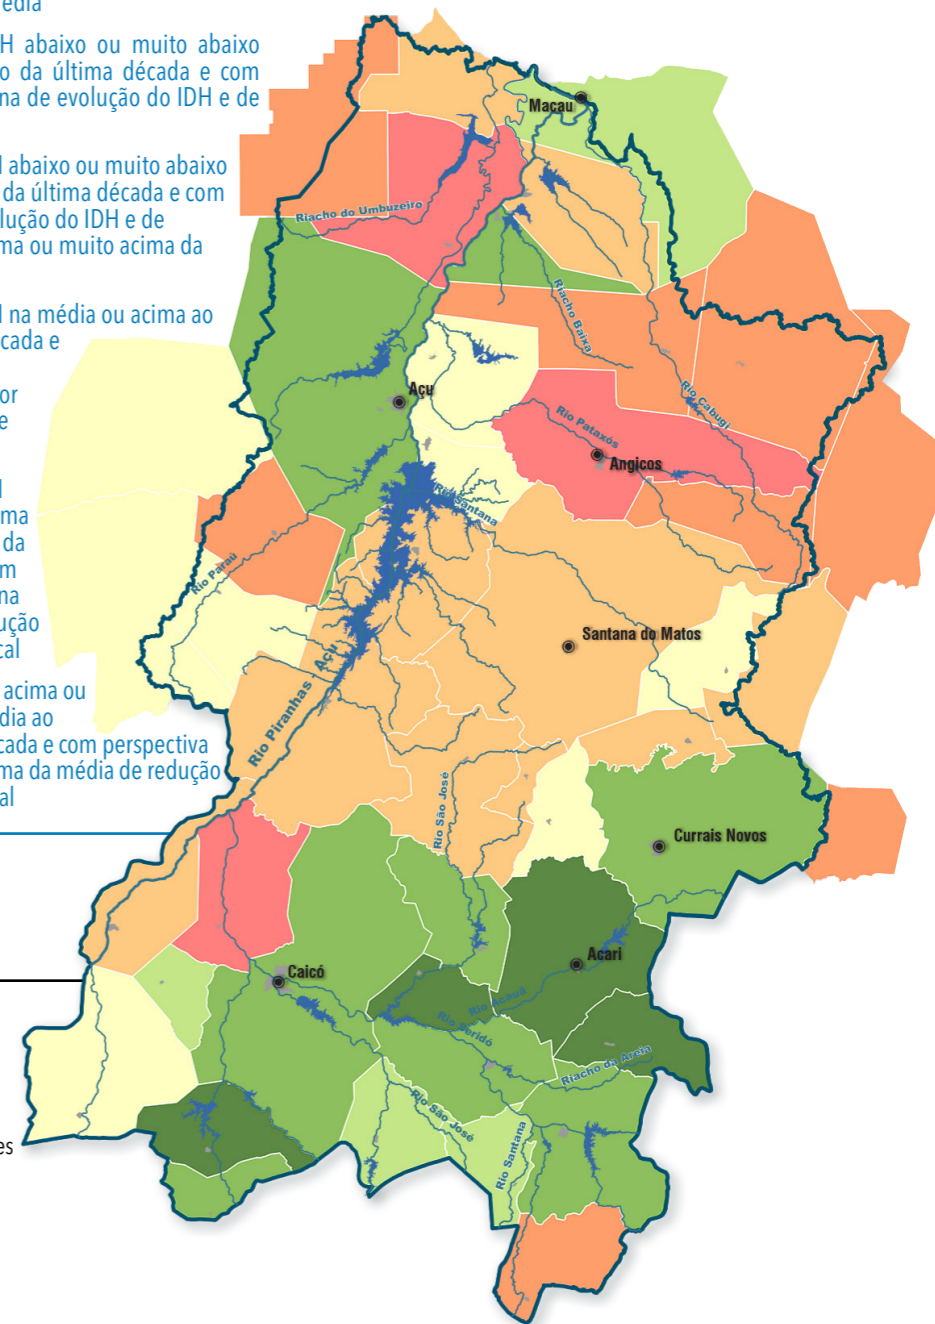 édia
H abaixo ou muito abaixo
o da última década e com
na de evolução do IDH e de
l abaixo ou muito abaixo
da última década e com
olução do IDH e de
ma ou muito acima da
l na média ou acima ao
cada e
or
e
l
ma
da
m
na
ução
cal
acima ou
dia ao
cada e com perspectiva
ma da média de redução
al
es
Macau
Riacho do Umbuzeiro
Riacho Baixa
Rio Cabugi
Açu
Rio Pataxós
Angicos
Rio Santana
Rio Paraú
Santana do Matos
Rio Piranhas Açu
Rio São José
Currais Novos
Acari
Caicó
Rio Acauã
Rio Seridó
Riacho da Areia
Rio São José
Rio Santana